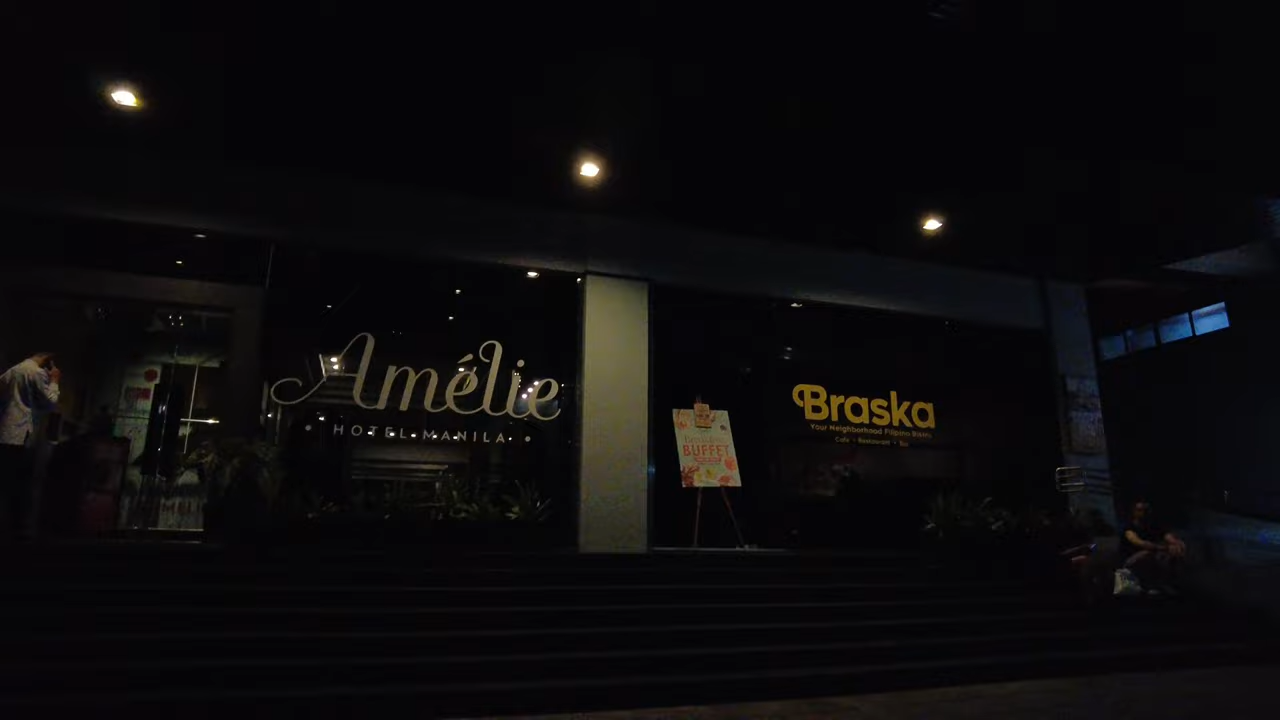 Amélie
• HOTEL MANILA •
Braska
Your Neighborhood Filipino Bistro
Cafe • Restaurant • Bar
BUFFET